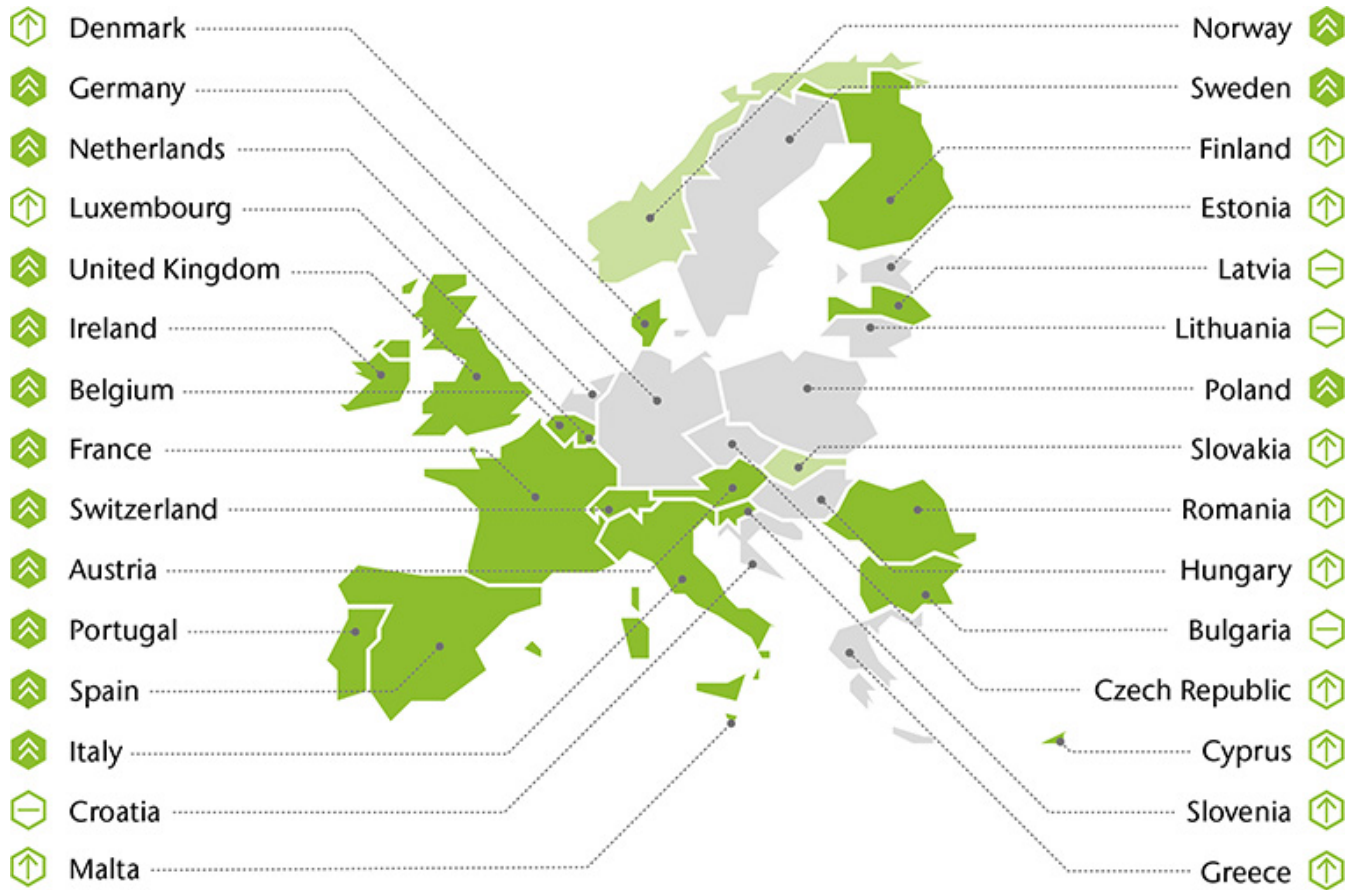 Denmark
Germany
Netherlands
Luxembourg
United Kingdom
Ireland
Belgium
France
Switzerland
Austria
Portugal
Spain
Italy
Croatia
Malta
Norway
Sweden
Finland
Estonia
Latvia
Lithuania
Poland
Slovakia
Romania
Hungary
Bulgaria
Czech Republic
Cyprus
Slovenia
Greece